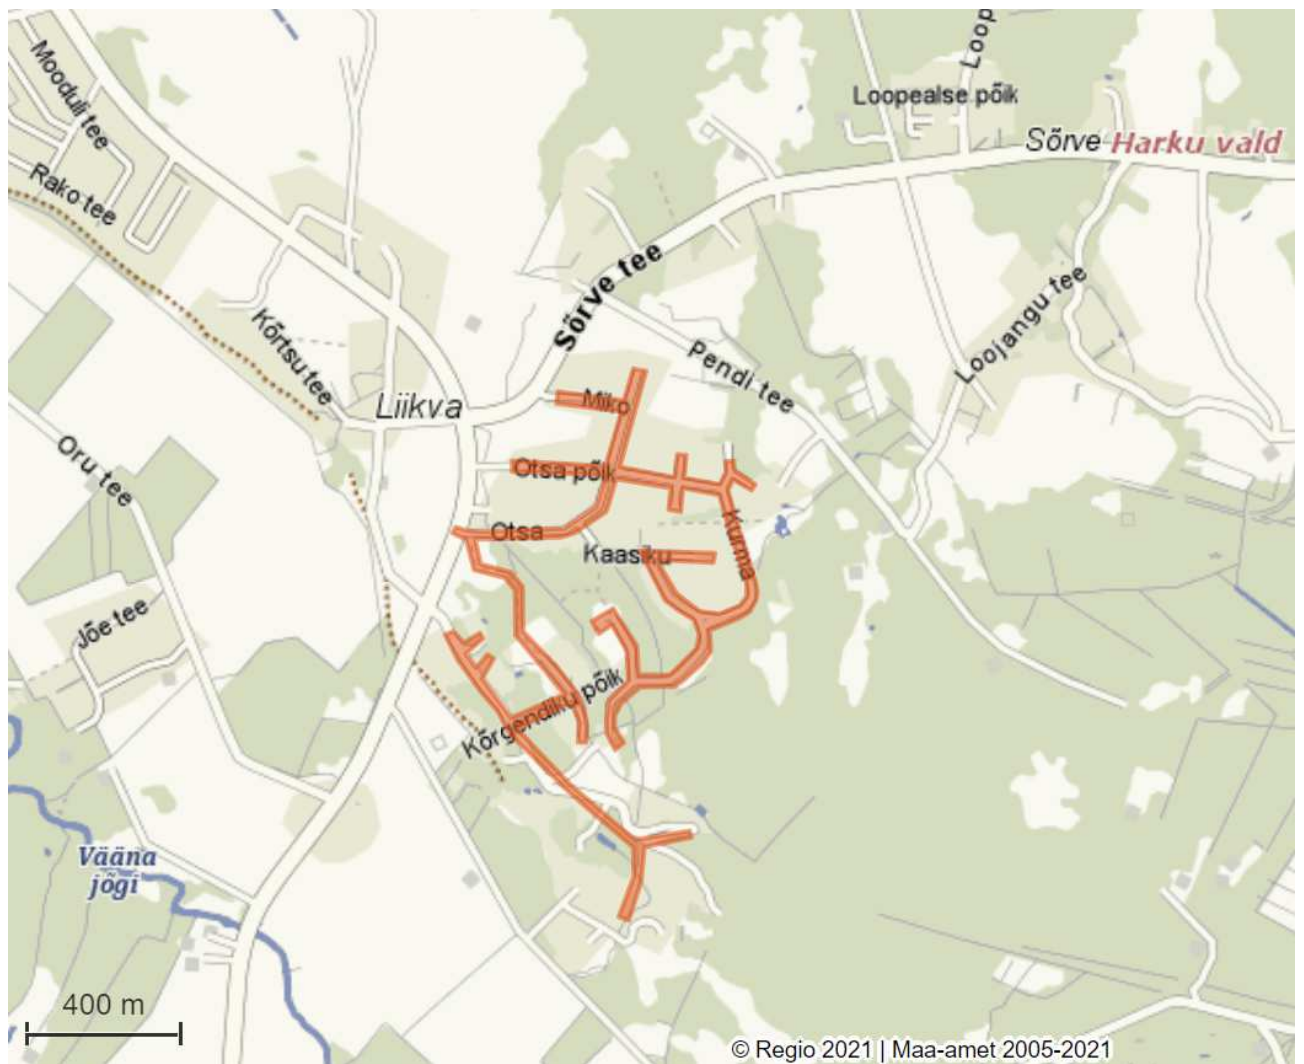 Loop
Mooduli tee
Loopealse põik
Sõrve
Harku vald
Rako tee
Sõrve tee
Loojangu tee
Kõrtsu tee
Pendi tee
Liikva
Miko
Oru tee
Otsa põik
Otsa
Kurma
Kaasiku
Jõe tee
Kõrgendiku põik
Vääna
jõgi
400 m
© Regio 2021 | Maa-amet 2005-2021